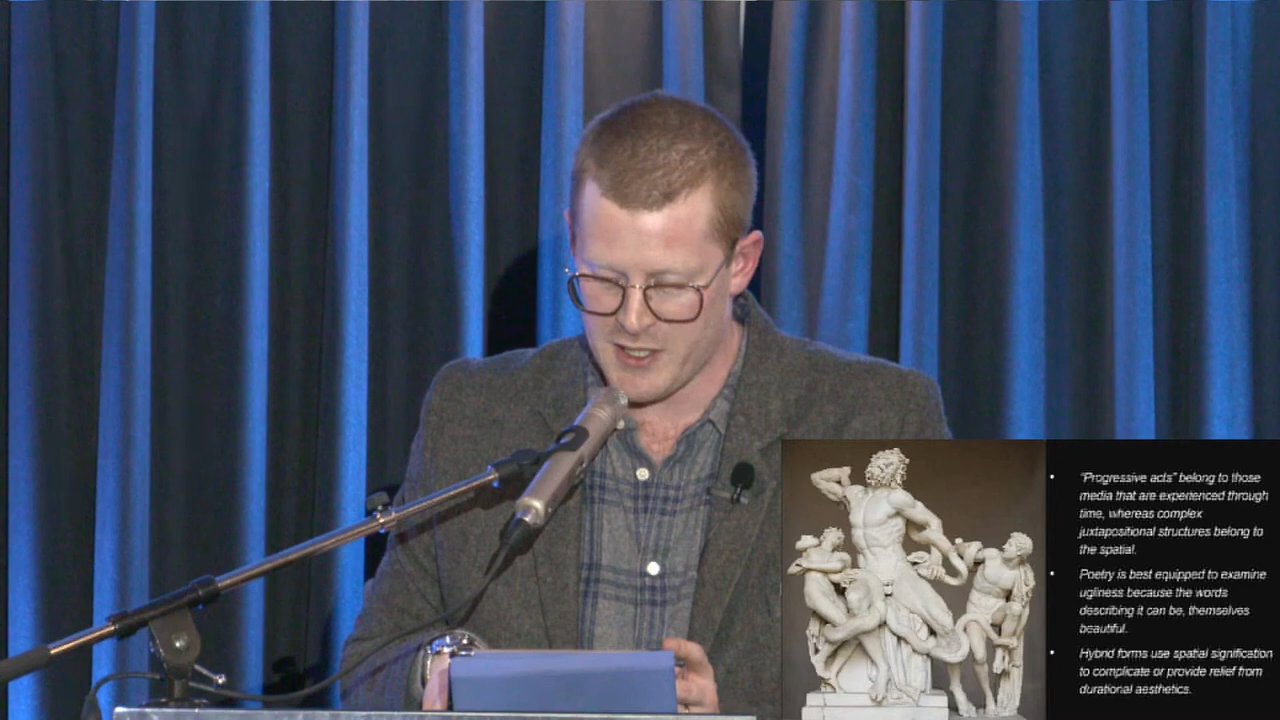 "Progressive acts" belong to those
media that are experienced through
time, whereas complex
juxtapositional structures belong to
the spatial.
Poetry is best equipped to examine
ugliness because the words
describing it can be, themselves
beautiful.
Hybrid forms use spatial signification
to complicate or provide relief from
durational aesthetics.